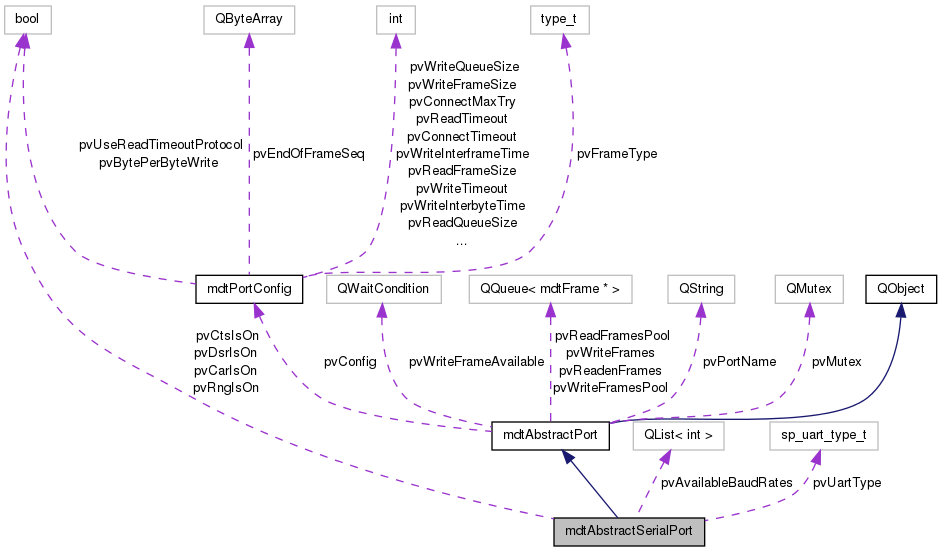 bool
QByteArray
int
type_t
pvWriteQueueSize
pvWriteFrameSize
pvConnectMaxTry
pvReadTimeout
pvConnectTimeout
pvWriteInterframeTime
pvReadFrameSize
pvWriteTimeout
pvWriteInterbyteTime
pvReadQueueSize
...
pvUseReadTimeoutProtocol
pvBytePerByteWrite
pvEndOfFrameSeq
pvFrameType
mdtPortConfig
QWaitCondition
QQueue< mdtFrame * >
QString
QMutex
QObject
pvCtsIsOn
pvDsrIsOn
pvCarIsOn
pvRngIsOn
pvConfig
pvWriteFrameAvailable
pvReadFramesPool
pvWriteFrames
pvReadenFrames
pvWriteFramesPool
pvPortName
pvMutex
mdtAbstractPort
QList< int >
sp_uart_type_t
pvAvailableBaudRates
pvUartType
mdtAbstractSerialPort